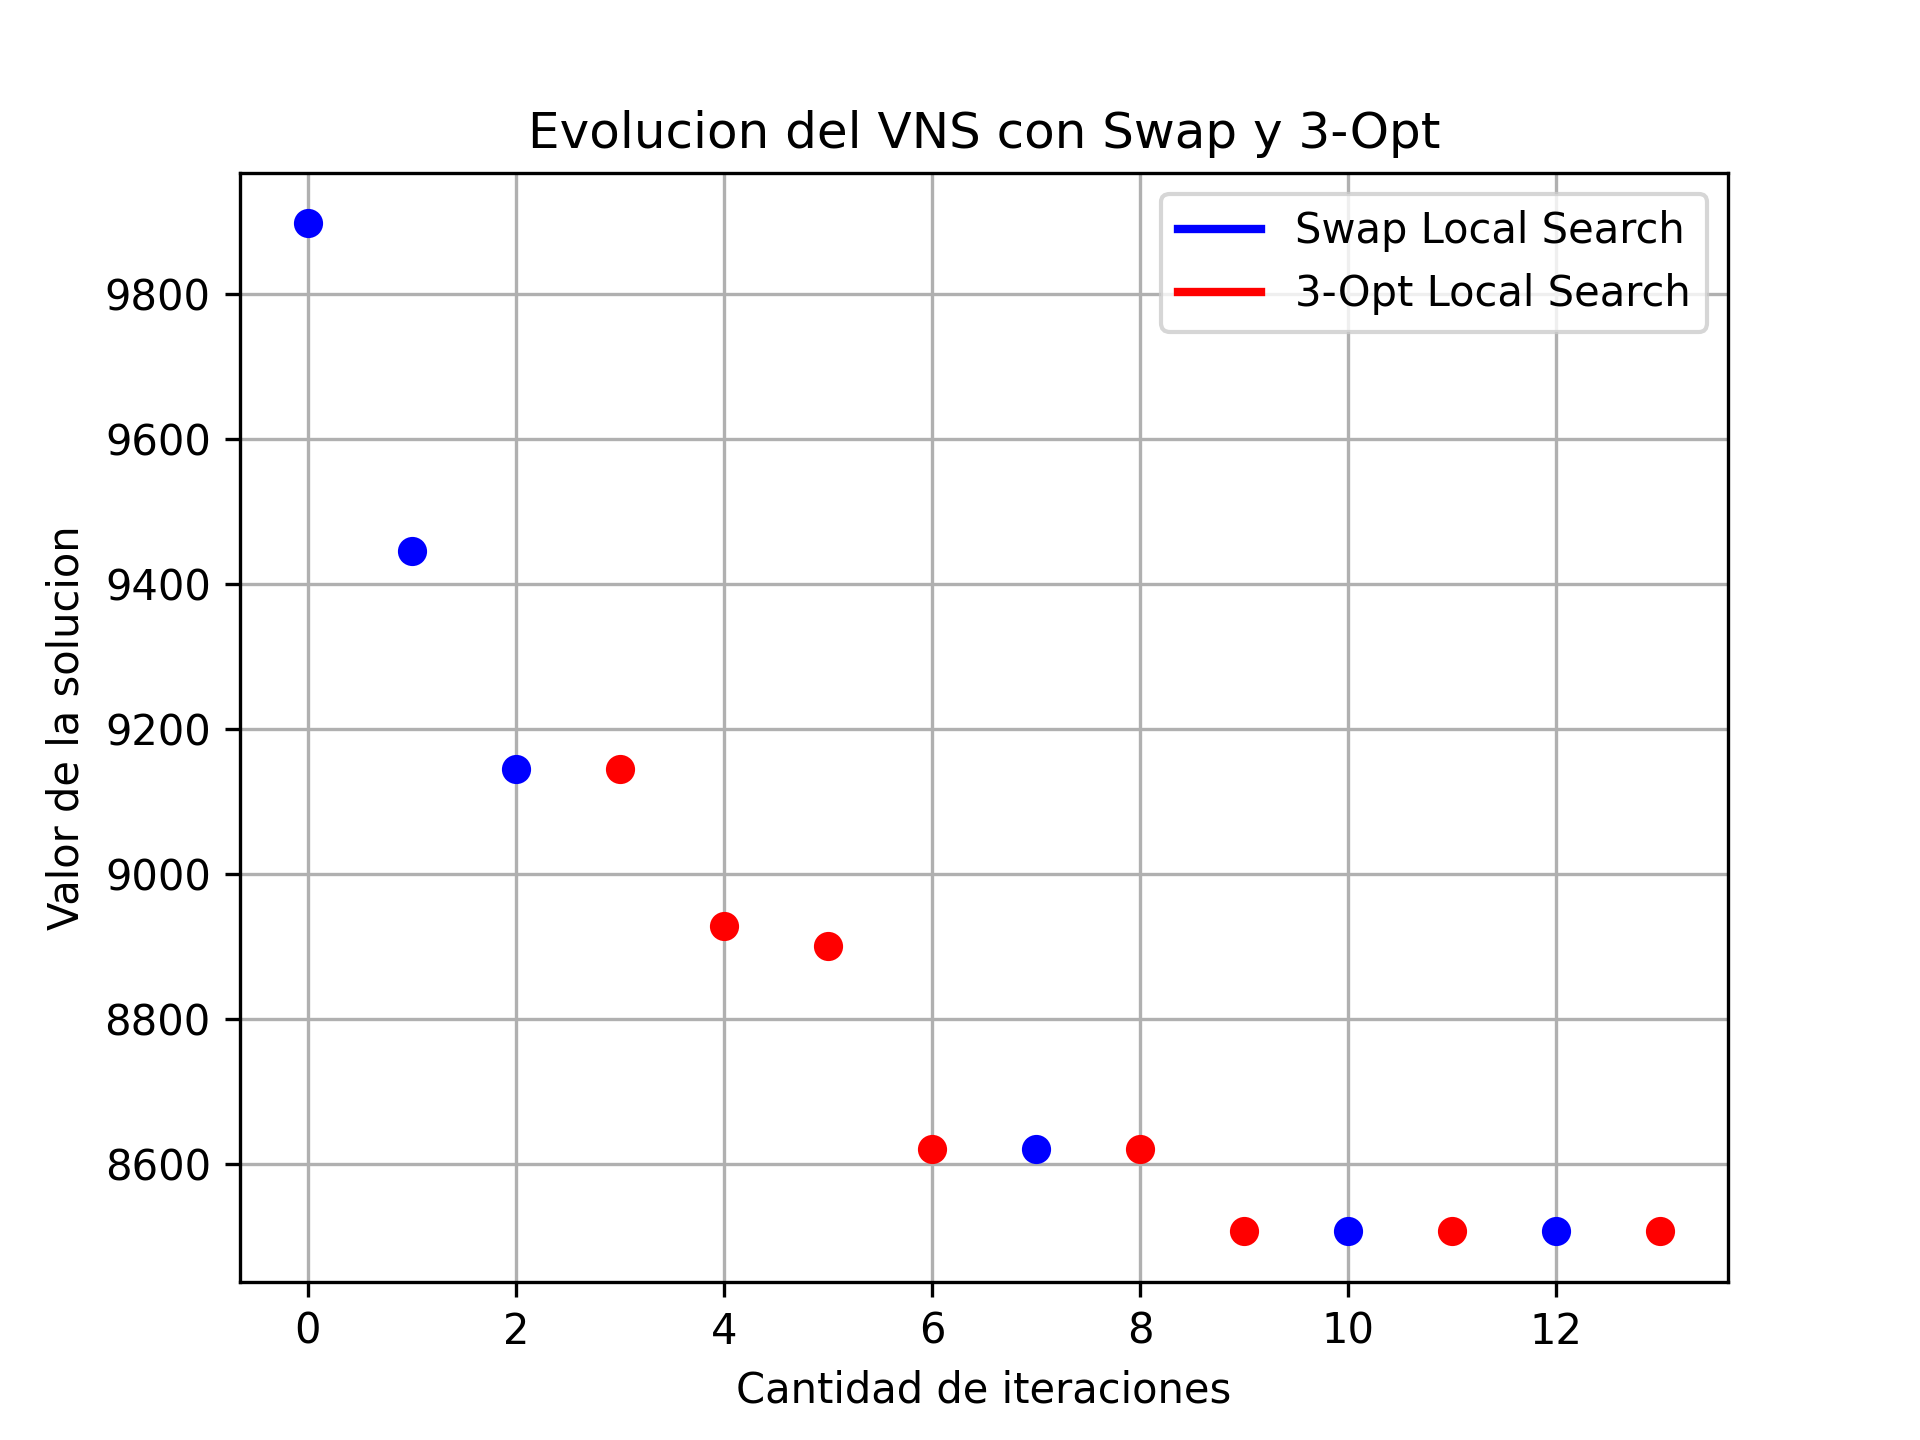 Evolucion del VNS con Swap y 3-Opt
Swap Local Search
3-Opt Local Search
Valor de la solucion
9800
9600
9400
9200
9000
8800
8600
0 2 4 6 8 10 12
Cantidad de iteraciones